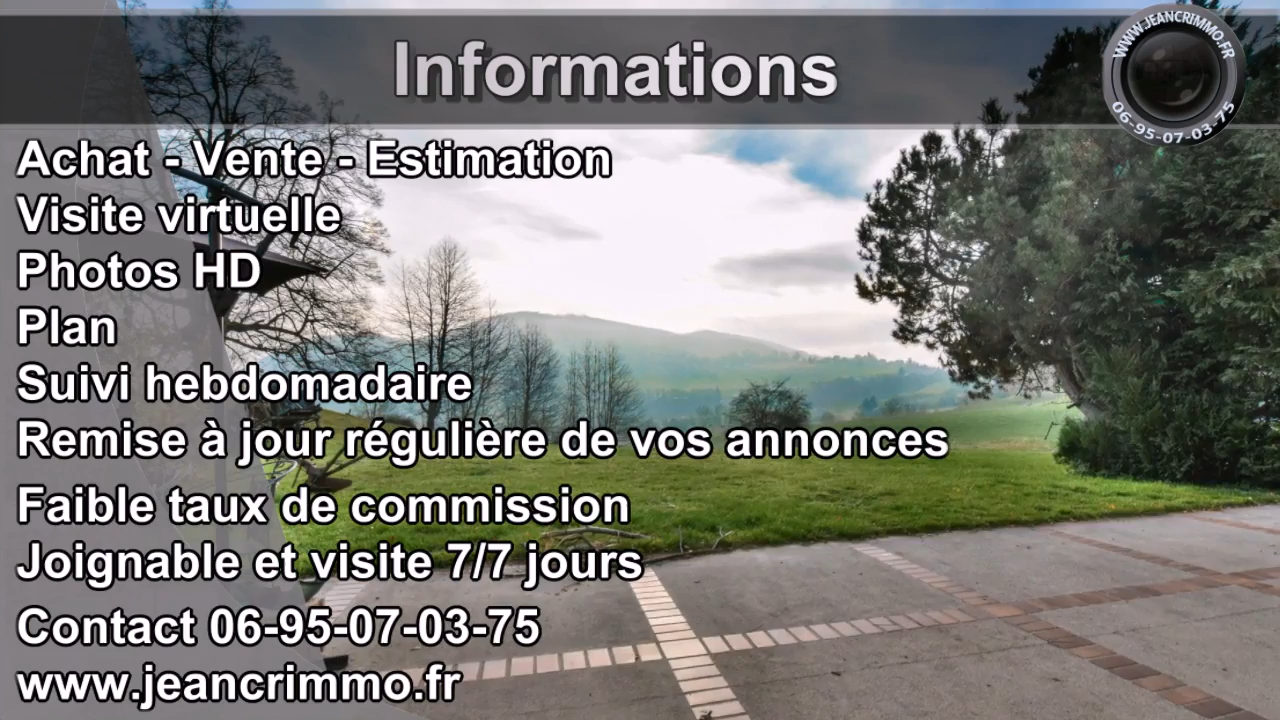 Informations
WWW.JEANCRIMMO.FR
06-95-07-03-75
Achat - Vente - Estimation
Visite virtuelle
Photos HD
Plan
Suivi hebdomadaire
Remise à jour régulière de vos annonces
Faible taux de commission
Joignable et visite 7/7 jours
Contact 06-95-07-03-75
www.jeancrimmo.fr